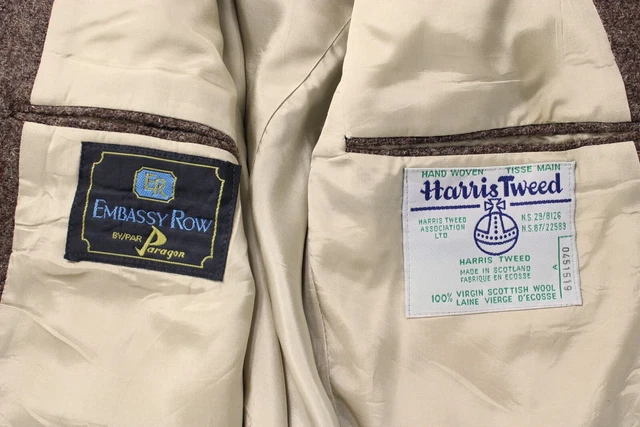 ER
EMBASSY ROW
BY/PAR Paragon
HAND WOVEN TISSE MAIN
Harris Tweed
HARRIS TWEED
ASSOCIATION
LTD
N.S. 29/8126
N.S. 87/22589
HARRIS TWEED
MADE IN SCOTLAND
FABRIQUE EN ECOSSE
100% VIRGIN SCOTTISH WOOL
LAINE VIERGE D'ECOSSE
A 0451519